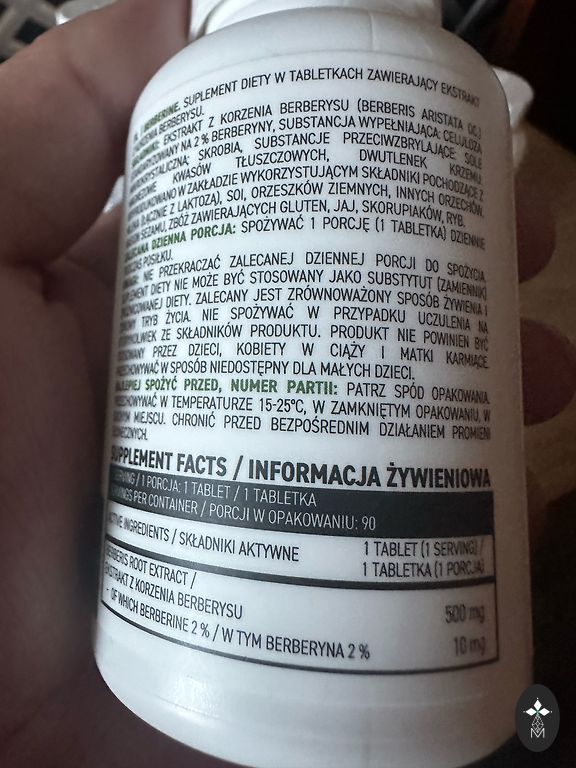 BERBERINE. SUPLEMENT DIETY W TABLETKACH ZAWIERAJĄCY EKSTRAKT
BERBERYSU.
EKSTRAKT Z KORZENIA BERBERYSU (BERBERIS ARISTATA DC.)
NA 2 % BERBERYNY, SUBSTANCJA WYPEŁNIAJĄCA: CELULOZA
SKROBIA, SUBSTANCJE PRZECIWZBRYLAJĄCE: SOLE
KWASÓW TŁUSZCZOWYCH, DWUTLENEK KRZEMU.
W ZAKŁADZIE WYKORZYSTUJĄCYM SKŁADNIKI POCHODZĄCE Z
(ŁĄCZNIE Z LAKTOZĄ), SOI, ORZESZKÓW ZIEMNYCH, INNYCH ORZECHÓW,
SEZAMU, ZBÓŻ ZAWIERAJĄCYCH GLUTEN, JAJ, SKORUPIAKÓW, RYB.
DZIENNA PORCJA: SPOŻYWAĆ 1 PORCJĘ (1 TABLETKA) DZIENNIE
POSIŁKU.
NIE PRZEKRACZAĆ ZALECANEJ DZIENNEJ PORCJI DO SPOŻYCIA.
DIETY NIE MOŻE BYĆ STOSOWANY JAKO SUBSTYTUT (ZAMIENNIK)
DIETY. ZALECANY JEST ZRÓWNOWAŻONY SPOSÓB ŻYWIENIA I
TRYB ŻYCIA. NIE SPOŻYWAĆ W PRZYPADKU UCZULENIA NA
ZE SKŁADNIKÓW PRODUKTU. PRODUKT NIE POWINIEN BYĆ
PRZEZ DZIECI, KOBIETY W CIĄŻY I MATKI KARMIĄCE.
W SPOSÓB NIEDOSTĘPNY DLA MAŁYCH DZIECI.
SPOŻYĆ PRZED, NUMER PARTII: PATRZ SPÓD OPAKOWANIA.
W TEMPERATURZE 15-25°C, W ZAMKNIĘTYM OPAKOWANIU, W
MIEJSCU. CHRONIĆ PRZED BEZPOŚREDNIM DZIAŁANIEM PROMIENI
SUPPLEMENT FACTS / INFORMACJA ŻYWIENIOWA
/ 1 PORCJA: 1 TABLET / 1 TABLETKA
PER CONTAINER / PORCJI W OPAKOWANIU: 90
ACTIVE INGREDIENTS / SKŁADNIKI AKTYWNE
1 TABLET (1 SERVING) /
1 TABLETKA (1 PORCJA)
BERBERIS ROOT EXTRACT /
EKSTRAKT Z KORZENIA BERBERYSU
500 mg
- OF WHICH BERBERINE 2 % / W TYM BERBERYNA 2 %
10 mg
M